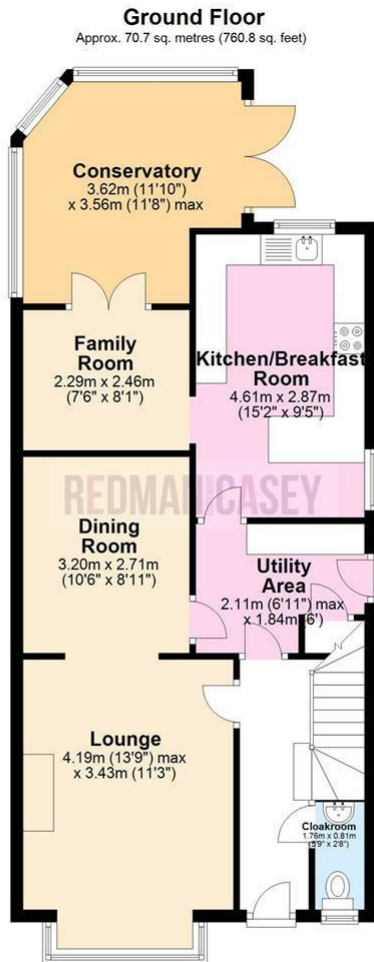 Ground Floor
Approx. 70.7 sq. metres (760.8 sq. feet)
Conservatory
3.62m (11'10")
x 3.56m (11'8") max
Family
Room
2.29m x 2.46m
(7'6" x 8'1")
Kitchen/Breakfast
Room
4.61m x 2.87m
(15'2" x 9'5")
REDMAN CASEY
Dining
Room
3.20m x 2.71m
(10'6" x 8'11")
Utility
Area
2.11m (6'11") max
x 1.84m (6')
Lounge
4.19m (13'9") max
x 3.43m (11'3")
Cloakroom
1.76m x 0.81m
(5'9" x 2'8")